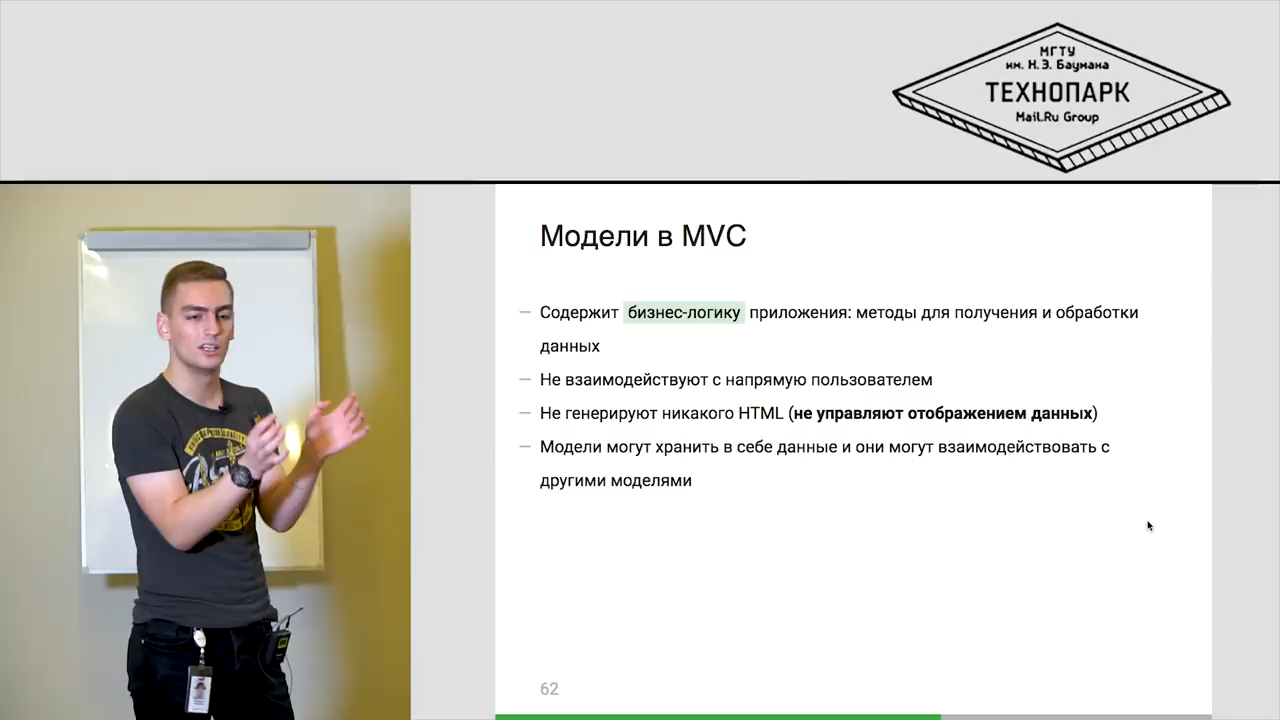 МГТУ
им. Н.Э. Баумана
ТЕХНОПАРК
Mail.Ru Group
Модели в MVC
— Содержит бизнес-логику приложения: методы для получения и обработки
данных
— Не взаимодействуют с напрямую пользователем
— Не генерируют никакого HTML (не управляют отображением данных)
— Модели могут хранить в себе данные и они могут взаимодействовать с
другими моделями
62